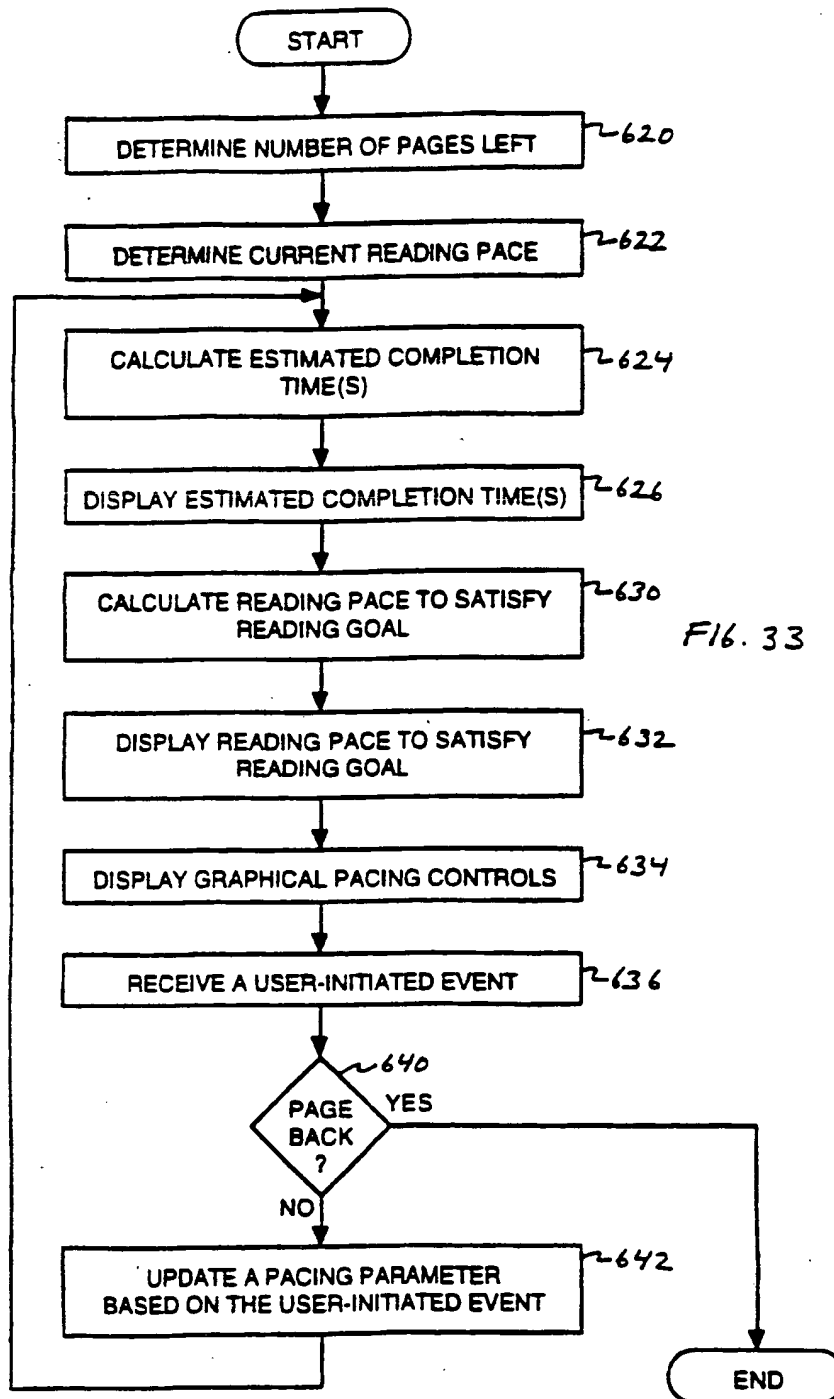 START
DETERMINE NUMBER OF PAGES LEFT
620
DETERMINE CURRENT READING PACE
622
CALCULATE ESTIMATED COMPLETION
TIME(S)
624
DISPLAY ESTIMATED COMPLETION TIME(S)
626
CALCULATE READING PACE TO SATISFY
READING GOAL
630
FIG. 33
DISPLAY READING PACE TO SATISFY
READING GOAL
632
DISPLAY GRAPHICAL PACING CONTROLS
634
RECEIVE A USER-INITIATED EVENT
636
640
PAGE
BACK
?
YES
NO
UPDATE A PACING PARAMETER
BASED ON THE USER-INITIATED EVENT
642
END